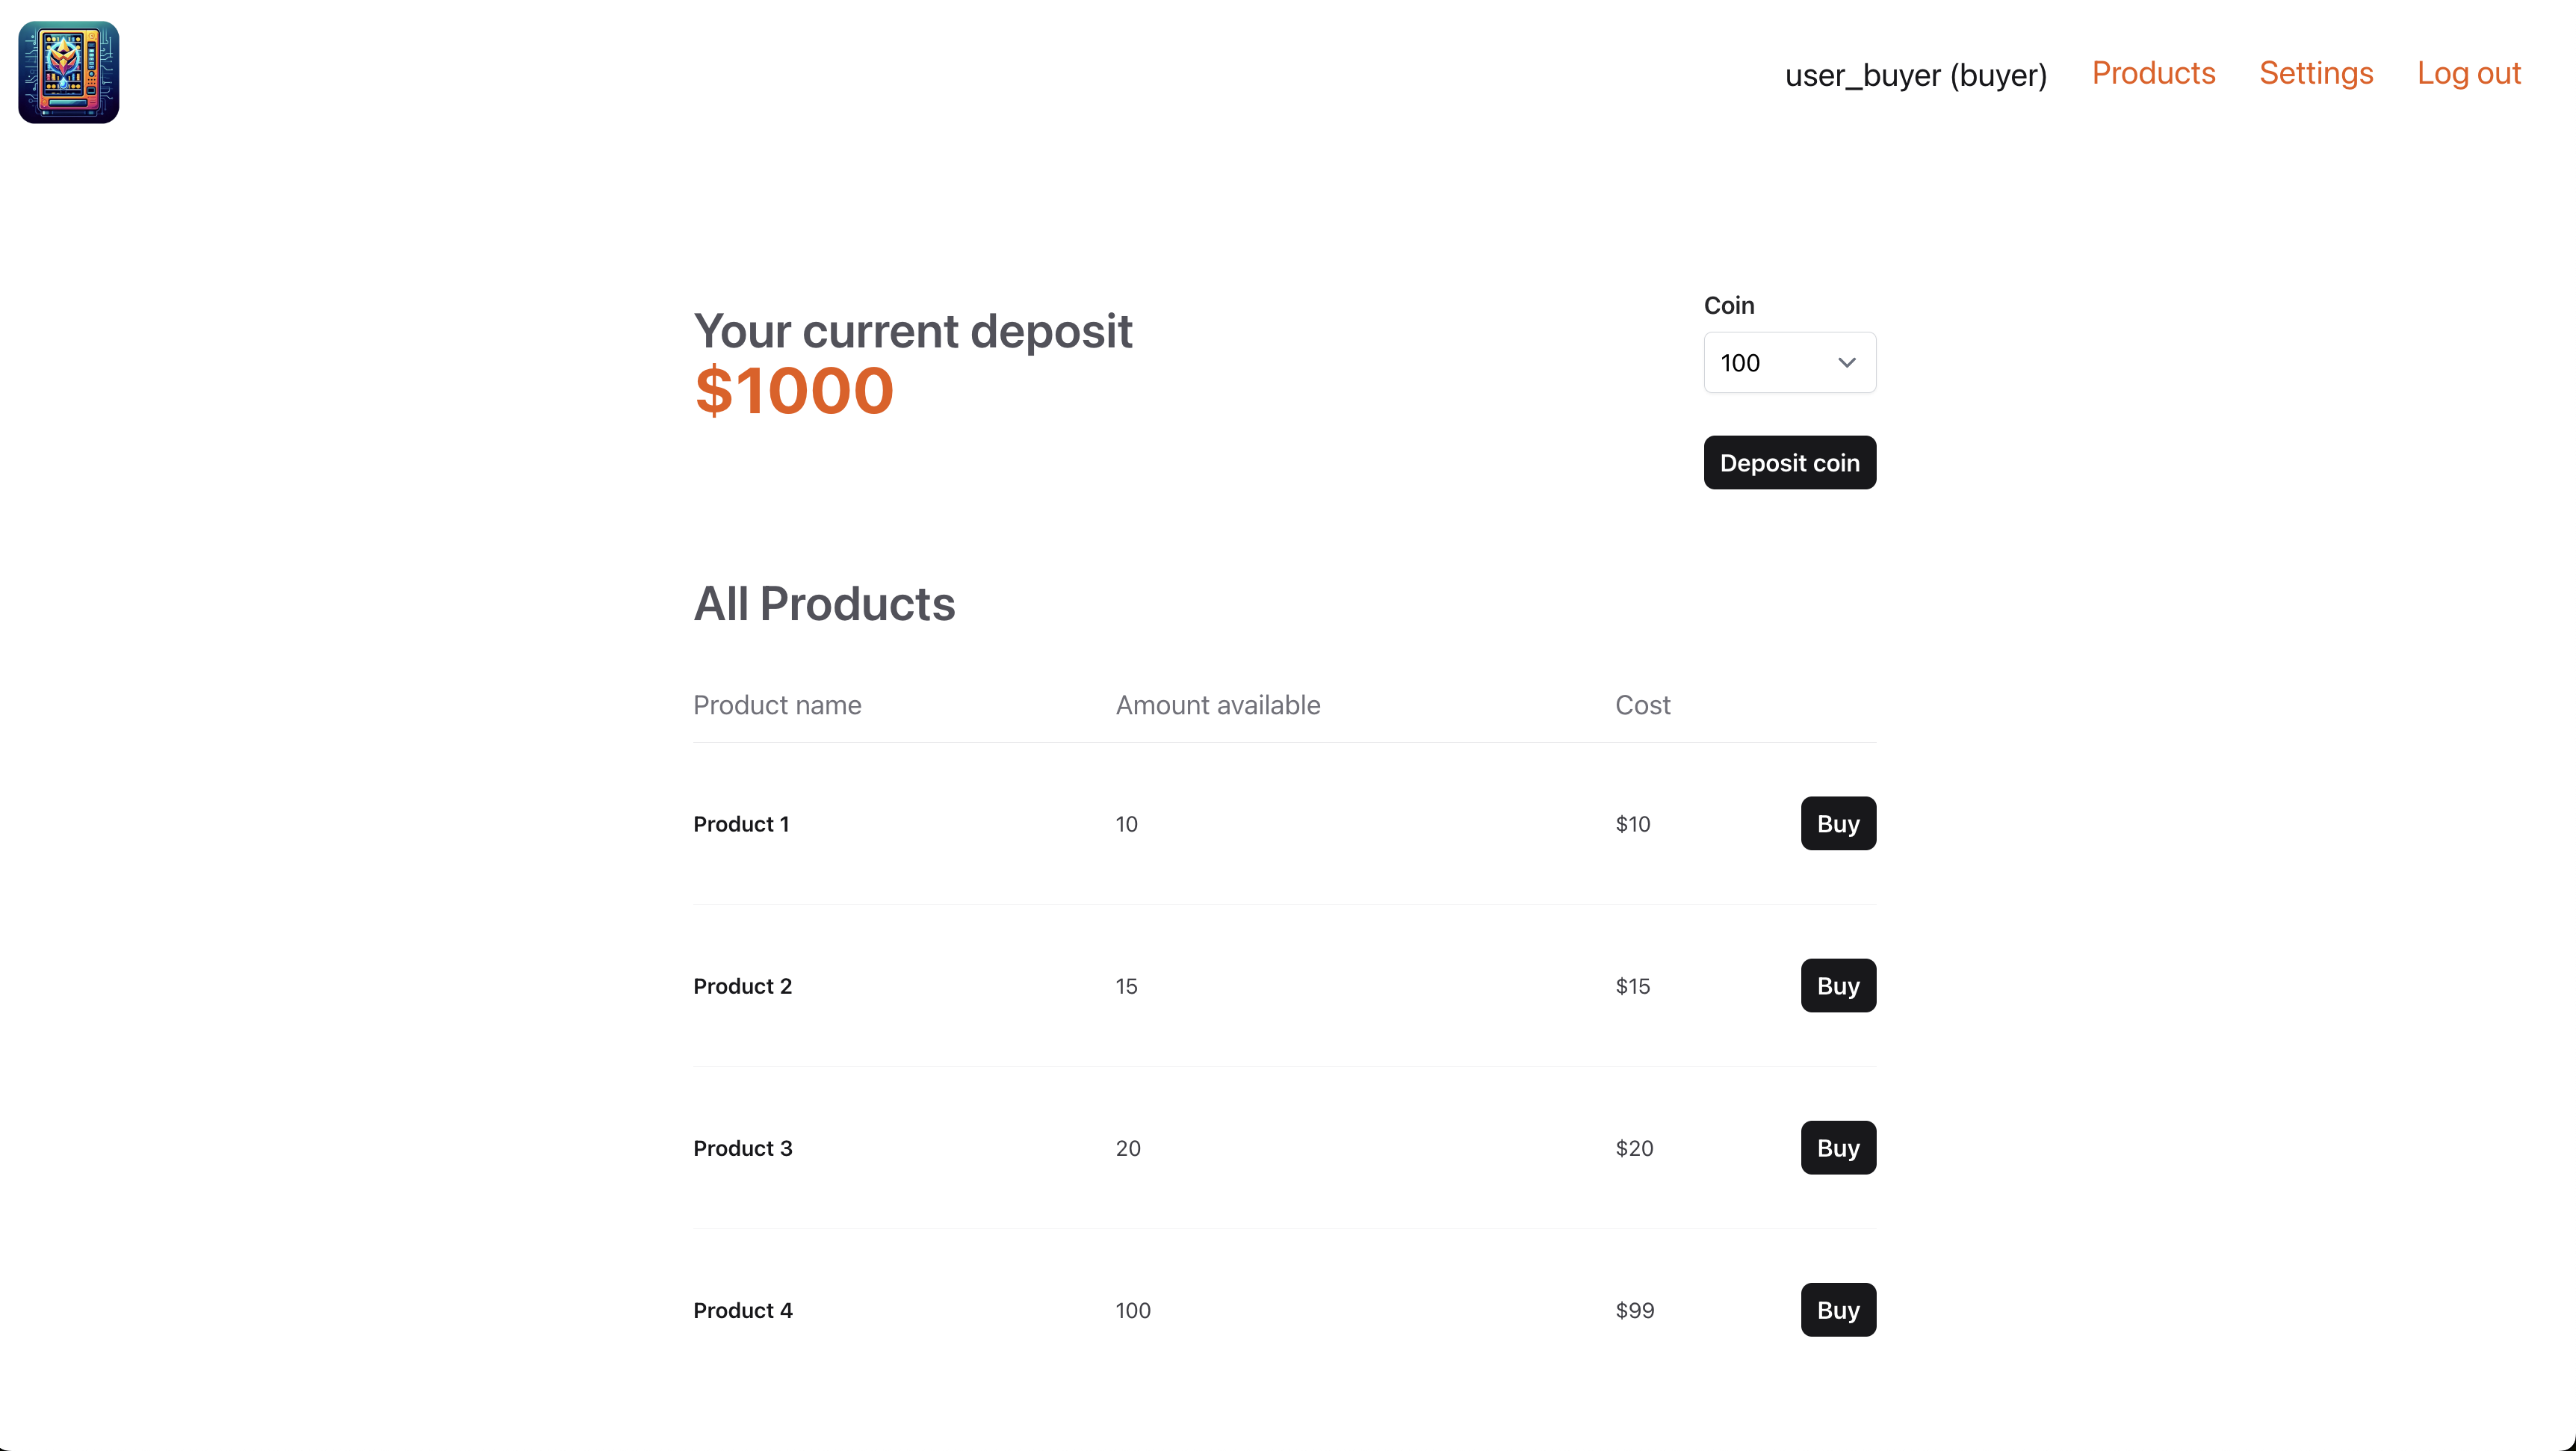 user_buyer (buyer) Products Settings Log out
Your current deposit
$1000
Coin
100
Deposit coin
All Products
Product name Amount available Cost
Product 1 10 $10 Buy
Product 2 15 $15 Buy
Product 3 20 $20 Buy
Product 4 100 $99 Buy